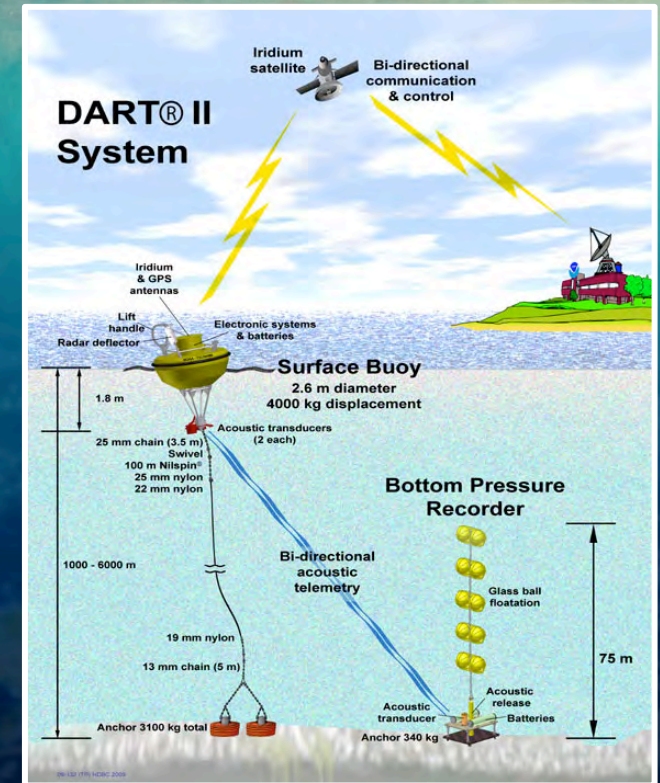 DART® II
System
Iridium
satellite
Bi-directional
communication
& control
Iridium
& GPS
antennas
Lift
handle
Radar deflector
Electronic systems
& batteries
Surface Buoy
2.6 m diameter
4000 kg displacement
1.8 m
Acoustic transducers
(2 each)
25 mm chain (3.5 m)
Swivel
100 m Nilspin®
25 mm nylon
22 mm nylon
Bottom Pressure
Recorder
1000 - 6000 m
Bi-directional
acoustic
telemetry
Glass ball
floatation
75 m
19 mm nylon
13 mm chain (5 m)
Acoustic
release
Acoustic
transducer
Batteries
Anchor 3100 kg total
Anchor 340 kg